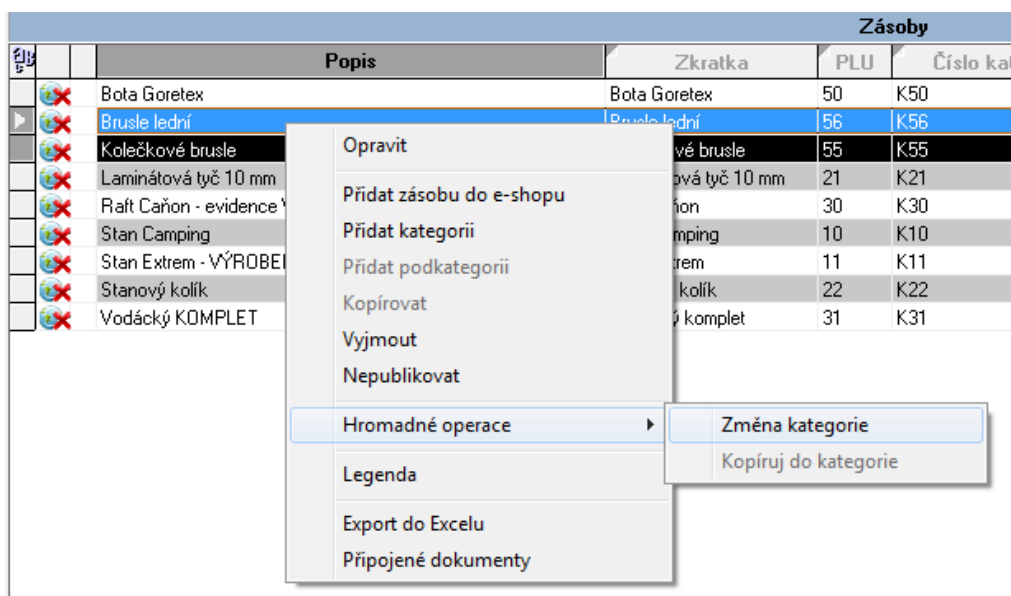 Zásoby
Popis Zkratka PLU Číslo kat
Bota Goretex Bota Goretex 50 K50
Brusle lední Brusle lední 56 K56
Kolečkové brusle vé brusle 55 K55
Laminátová tyč 10 mm ová tyč 10 mm 21 K21
Raft Caňon - evidence ňon 30 K30
Stan Camping mping 10 K10
Stan Extrem - VÝROBE trem 11 K11
Stanový kolík kolík 22 K22
Vodácký KOMPLET ý komplet 31 K31
Opravit
Přidat zásobu do e-shopu
Přidat kategorii
Přidat podkategorii
Kopírovat
Vyjmout
Nepublikovat
Hromadné operace
Změna kategorie
Kopíruj do kategorie
Legenda
Export do Excelu
Připojené dokumenty